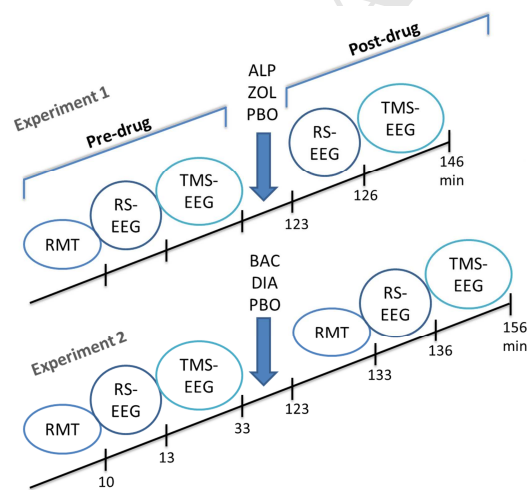 Experiment 1
Pre-drug
Post-drug
ALP
ZOL
PBO
RMT
RS-
EEG
TMS-
EEG
RS-
EEG
TMS-
EEG
123
126
146
min
Experiment 2
BAC
DIA
PBO
RMT
RS-
EEG
TMS-
EEG
RMT
RS-
EEG
TMS-
EEG
10
13
33
123
133
136
156
min